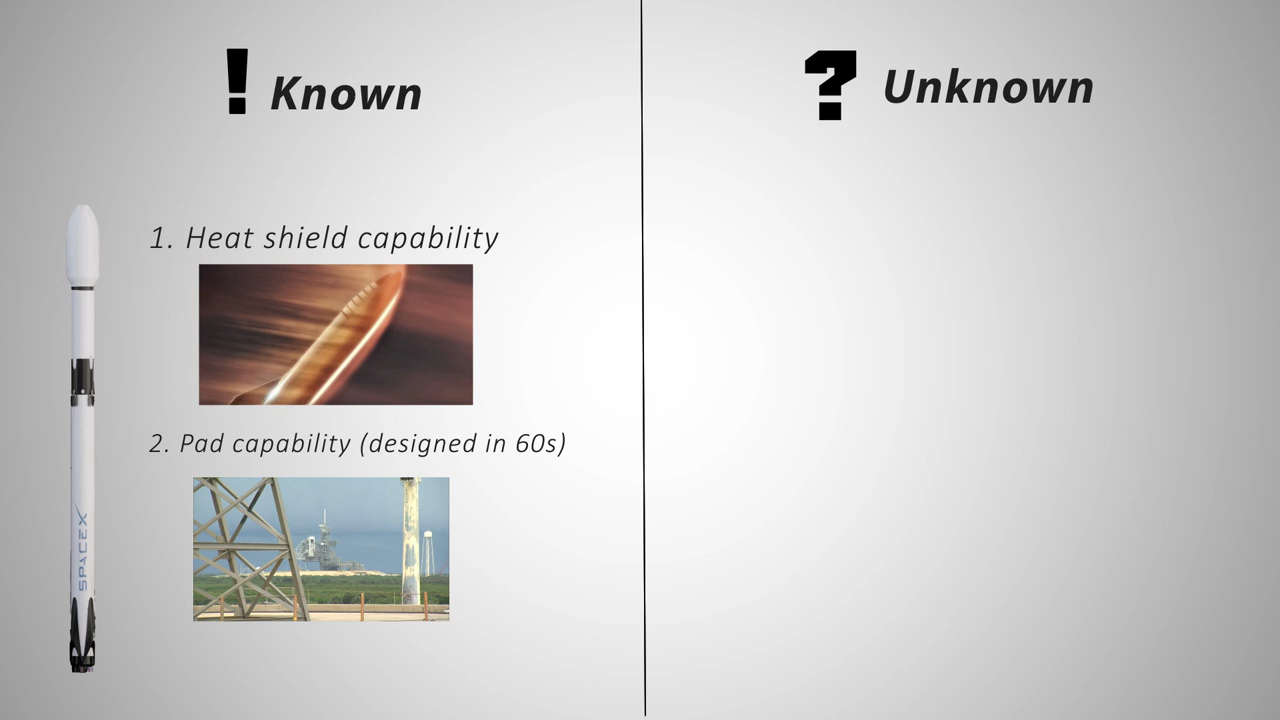 ! Known
? Unknown
1. Heat shield capability
2. Pad capability (designed in 60s)
SPACEX